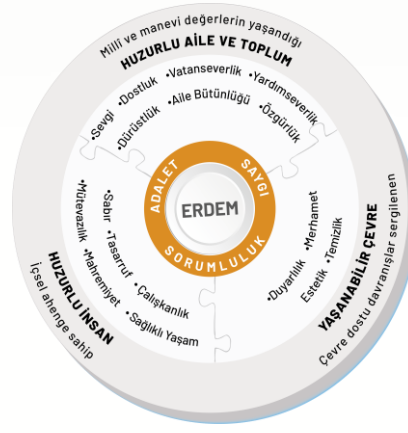 Millî ve manevi değerlerin yaşandığı
HUZURLU AİLE VE TOPLUM
•Sevgi •Dostluk •Vatanseverlik •Yardımseverlik
•Dürüstlük •Aile Bütünlüğü •Özgürlük
ADALET SAYGI
ERDEM
SORUMLULUK
•Sabır •Tasarruf •Çalışkanlık
•Mütevazılık •Mahremiyet •Sağlıklı Yaşam
HUZURLU İNSAN
İçsel ahenge sahip
•Duyarlılık •Merhamet
Estetik •Temizlik
YAŞANABİLİR ÇEVRE
Çevre dostu davranışlar sergilenen